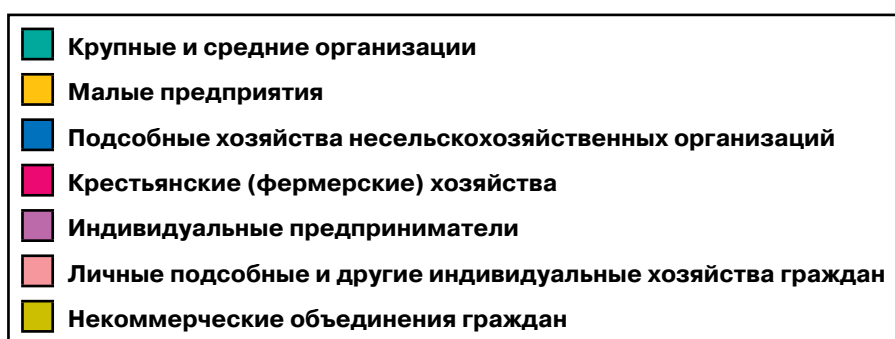 Крупные и средние организации
Малые предприятия
Подсобные хозяйства несельскохозяйственных организаций
Крестьянские (фермерские) хозяйства
Индивидуальные предприниматели
Личные подсобные и другие индивидуальные хозяйства граждан
Некоммерческие объединения граждан